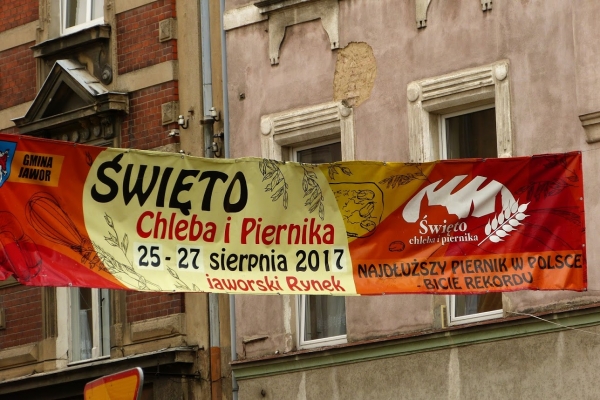 GMINA
JAWOR
ŚWIĘTO
Chleba i Piernika
25 - 27 sierpnia 2017
jaworski Rynek
Święto
chleba i piernika
NAJDŁUŻSZY PIERNIK W POLSCE
- BICIE REKORDU